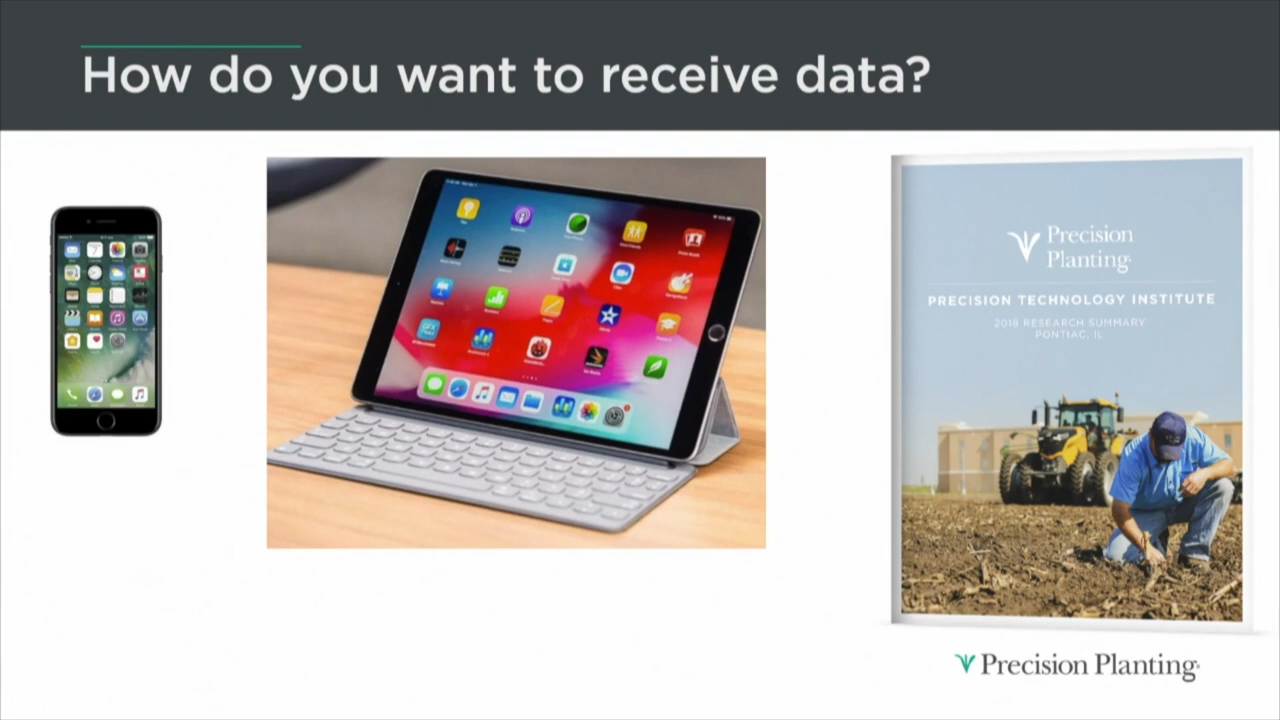 How do you want to receive data?
Precision
Planting
PRECISION TECHNOLOGY INSTITUTE
2018 RESEARCH SUMMARY
PONTIAC, IL
Precision Planting